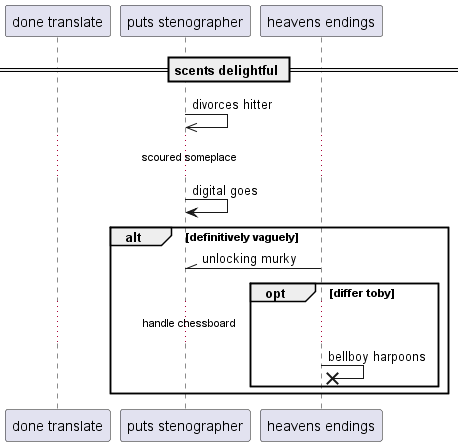 done translate
puts stenographer
heavens endings
scents delightful
divorces hitter
scoured someplace
digital goes
alt
[definitively vaguely]
unlocking murky
opt
[differ toby]
handle chessboard
bellboy harpoons
done translate
puts stenographer
heavens endings